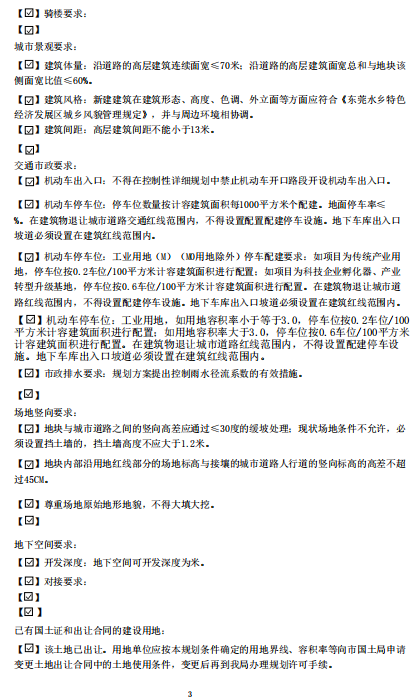 【☑】骑楼要求：
【☑】
城市景观要求：
【☑】建筑体量：沿道路的高层建筑连续面宽≤70米；沿道路的高层建筑面宽总和与地块该
侧面宽比值≤60%。
【☑】建筑风格：新建建筑在建筑形态、高度、色调、外立面等方面应符合《东莞水乡特色
经济发展区城乡风貌管理规定》，并与周边环境相协调。
【☑】建筑间距：高层建筑间距不能小于13米。
【☑】
交通市政要求：
【☑】机动车出入口：不得在控制性详细规划中禁止机动车开口路段开设机动车出入口。
【☑】机动车停车位：停车位数量按计容建筑面积每1000平方米个配建。地面停车率≤
%。在建筑物退让城市道路交通红线范围内，不得设置配置配建停车设施。地下车库出入口
坡道必须设置在建筑红线范围内。
【☑】机动车停车位：工业用地（M）（M0用地除外）停车配建要求：如项目为传统产业用
地，停车位按0.2车位/100平方米计容建筑面积进行配置；如项目为科技企业孵化器、产业
转型升级基地，停车位按0.6车位/100平方米计容建筑面积进行配置。在建筑物退让城市道
路红线范围内，不得设置配建停车设施。地下车库出入口坡道必须设置在建筑红线范围内。
【☑】机动车停车位：工业用地，如用地容积率小于等于3.0，停车位按0.2车位/100
平方米计容建筑面积进行配置；如用地容积率大于3.0，停车位按0.6车位/100平方米
计容建筑面积进行配置。在建筑物退让城市道路红线范围内，不得设置配建停车设
施。地下车库出入口坡道必须设置在建筑红线范围内。
【☑】市政排水要求：规划方案提出控制雨水径流系数的有效措施。
【☑】
场地竖向要求：
【☑】地块与城市道路之间的竖向高差应通过≤30度的缓坡处理；现状场地条件不允许，必
须设置挡土墙的，挡土墙高度不应大于1.2米。
【☑】地块内部沿用地红线部分的场地标高与接壤的城市道路人行道的竖向标高的高差不超
过45CM。
【☑】尊重场地原始地形地貌，不得大填大挖。
【☑】
地下空间要求：
【☑】开发深度：地下空间可开发深度为米。
【☑】对接要求：
【☑】
【☑】
已有国土证和出让合同的建设用地：
【☑】该土地已出让。用地单位应按本规划条件确定的用地界线、容积率等向市国土局申请
变更土地出让合同中的土地使用条件，变更后再到我局办理规划许可手续。
3